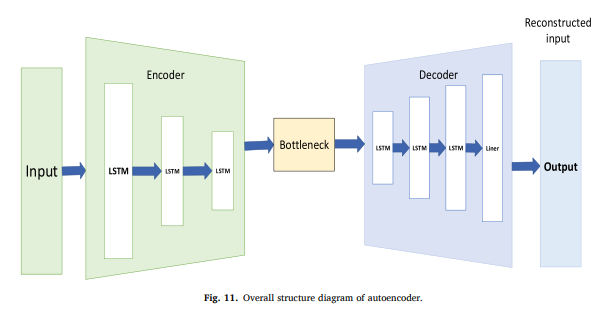 Reconstructed
input
Encoder
Decoder
Input
LSTM
LSTM
LSTM
Bottleneck
LSTM
LSTM
LSTM
Liner
Output
Fig. 11. Overall structure diagram of autoencoder.